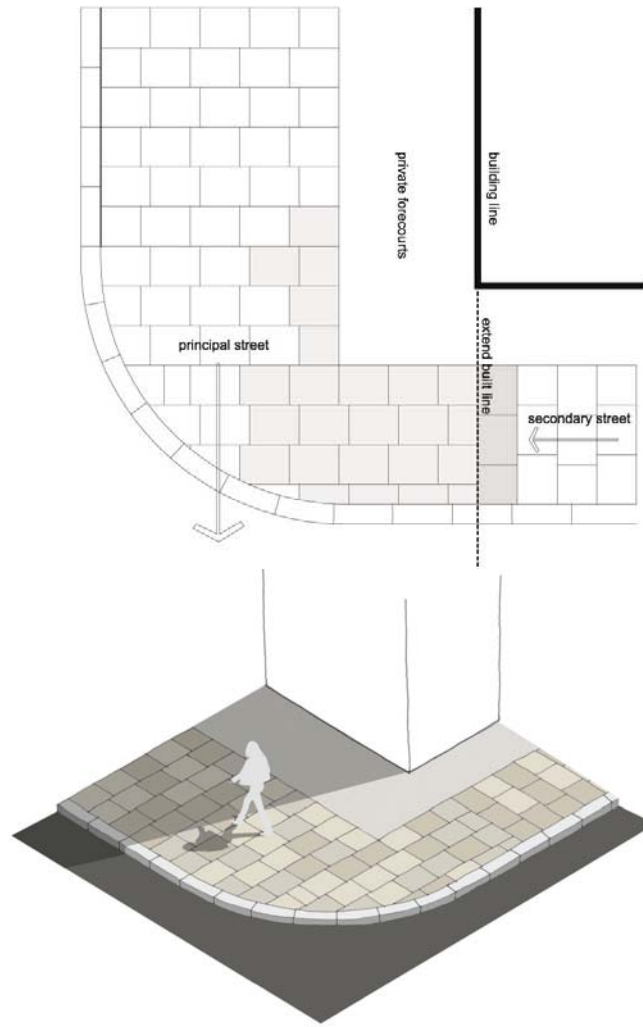 private forecourts
building line
principal street
extend built line
secondary street